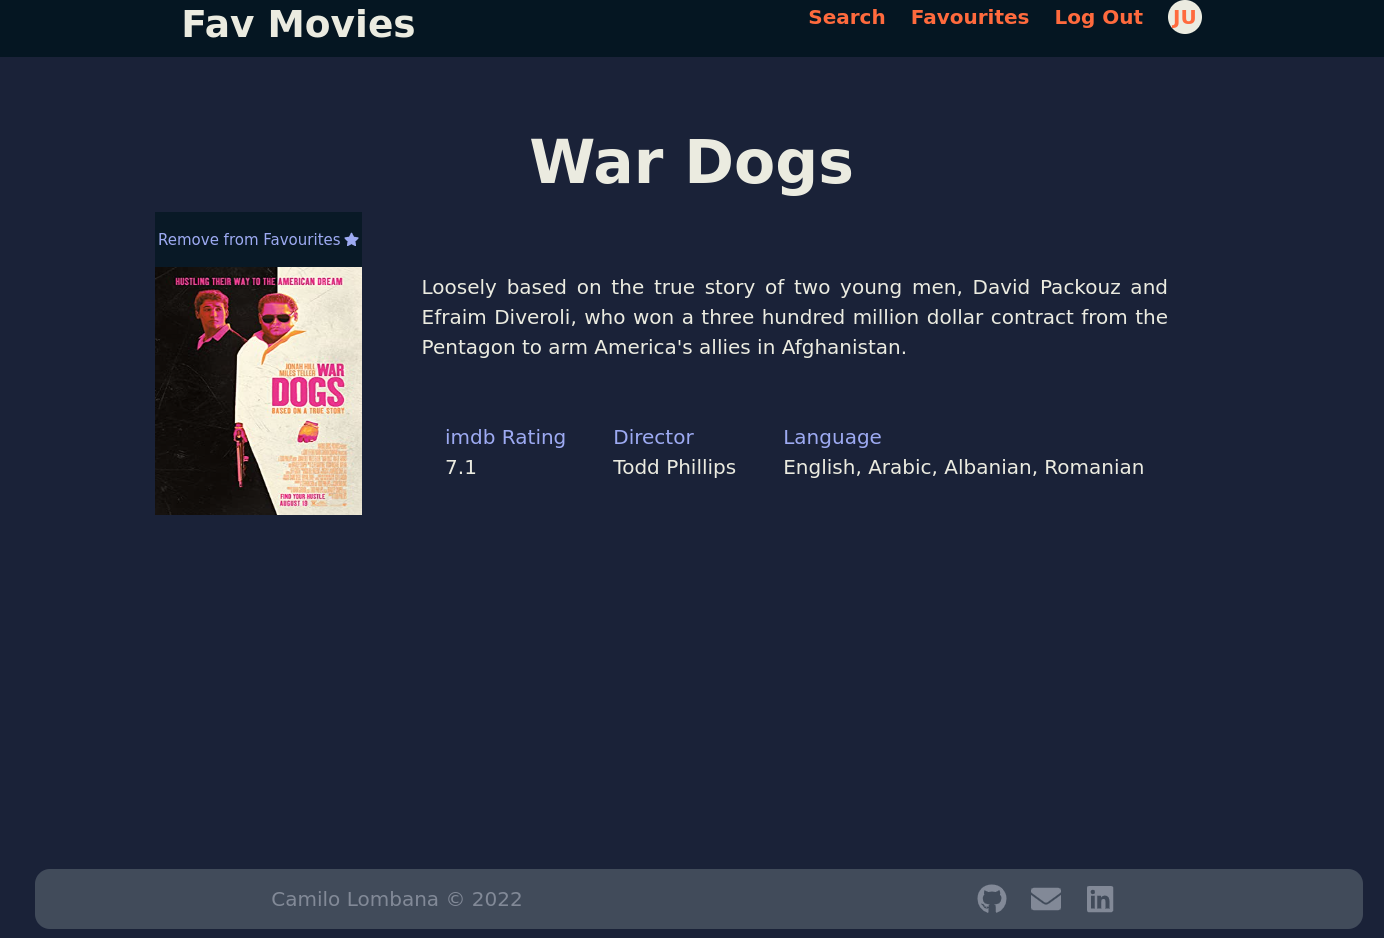 Fav Movies
Search Favourites Log Out JU
War Dogs
Remove from Favourites
HUSTLING THEIR WAY TO THE AMERICAN DREAM
JONAH HILL
MILES TELLER WAR
DOGS
BASED ON A TRUE STORY
FIND YOUR HUSTLE
AUGUST 19
Loosely based on the true story of two young men, David Packouz and
Efraim Diveroli, who won a three hundred million dollar contract from the
Pentagon to arm America's allies in Afghanistan.
imdb Rating Director Language
7.1 Todd Phillips English, Arabic, Albanian, Romanian
Camilo Lombana © 2022
in